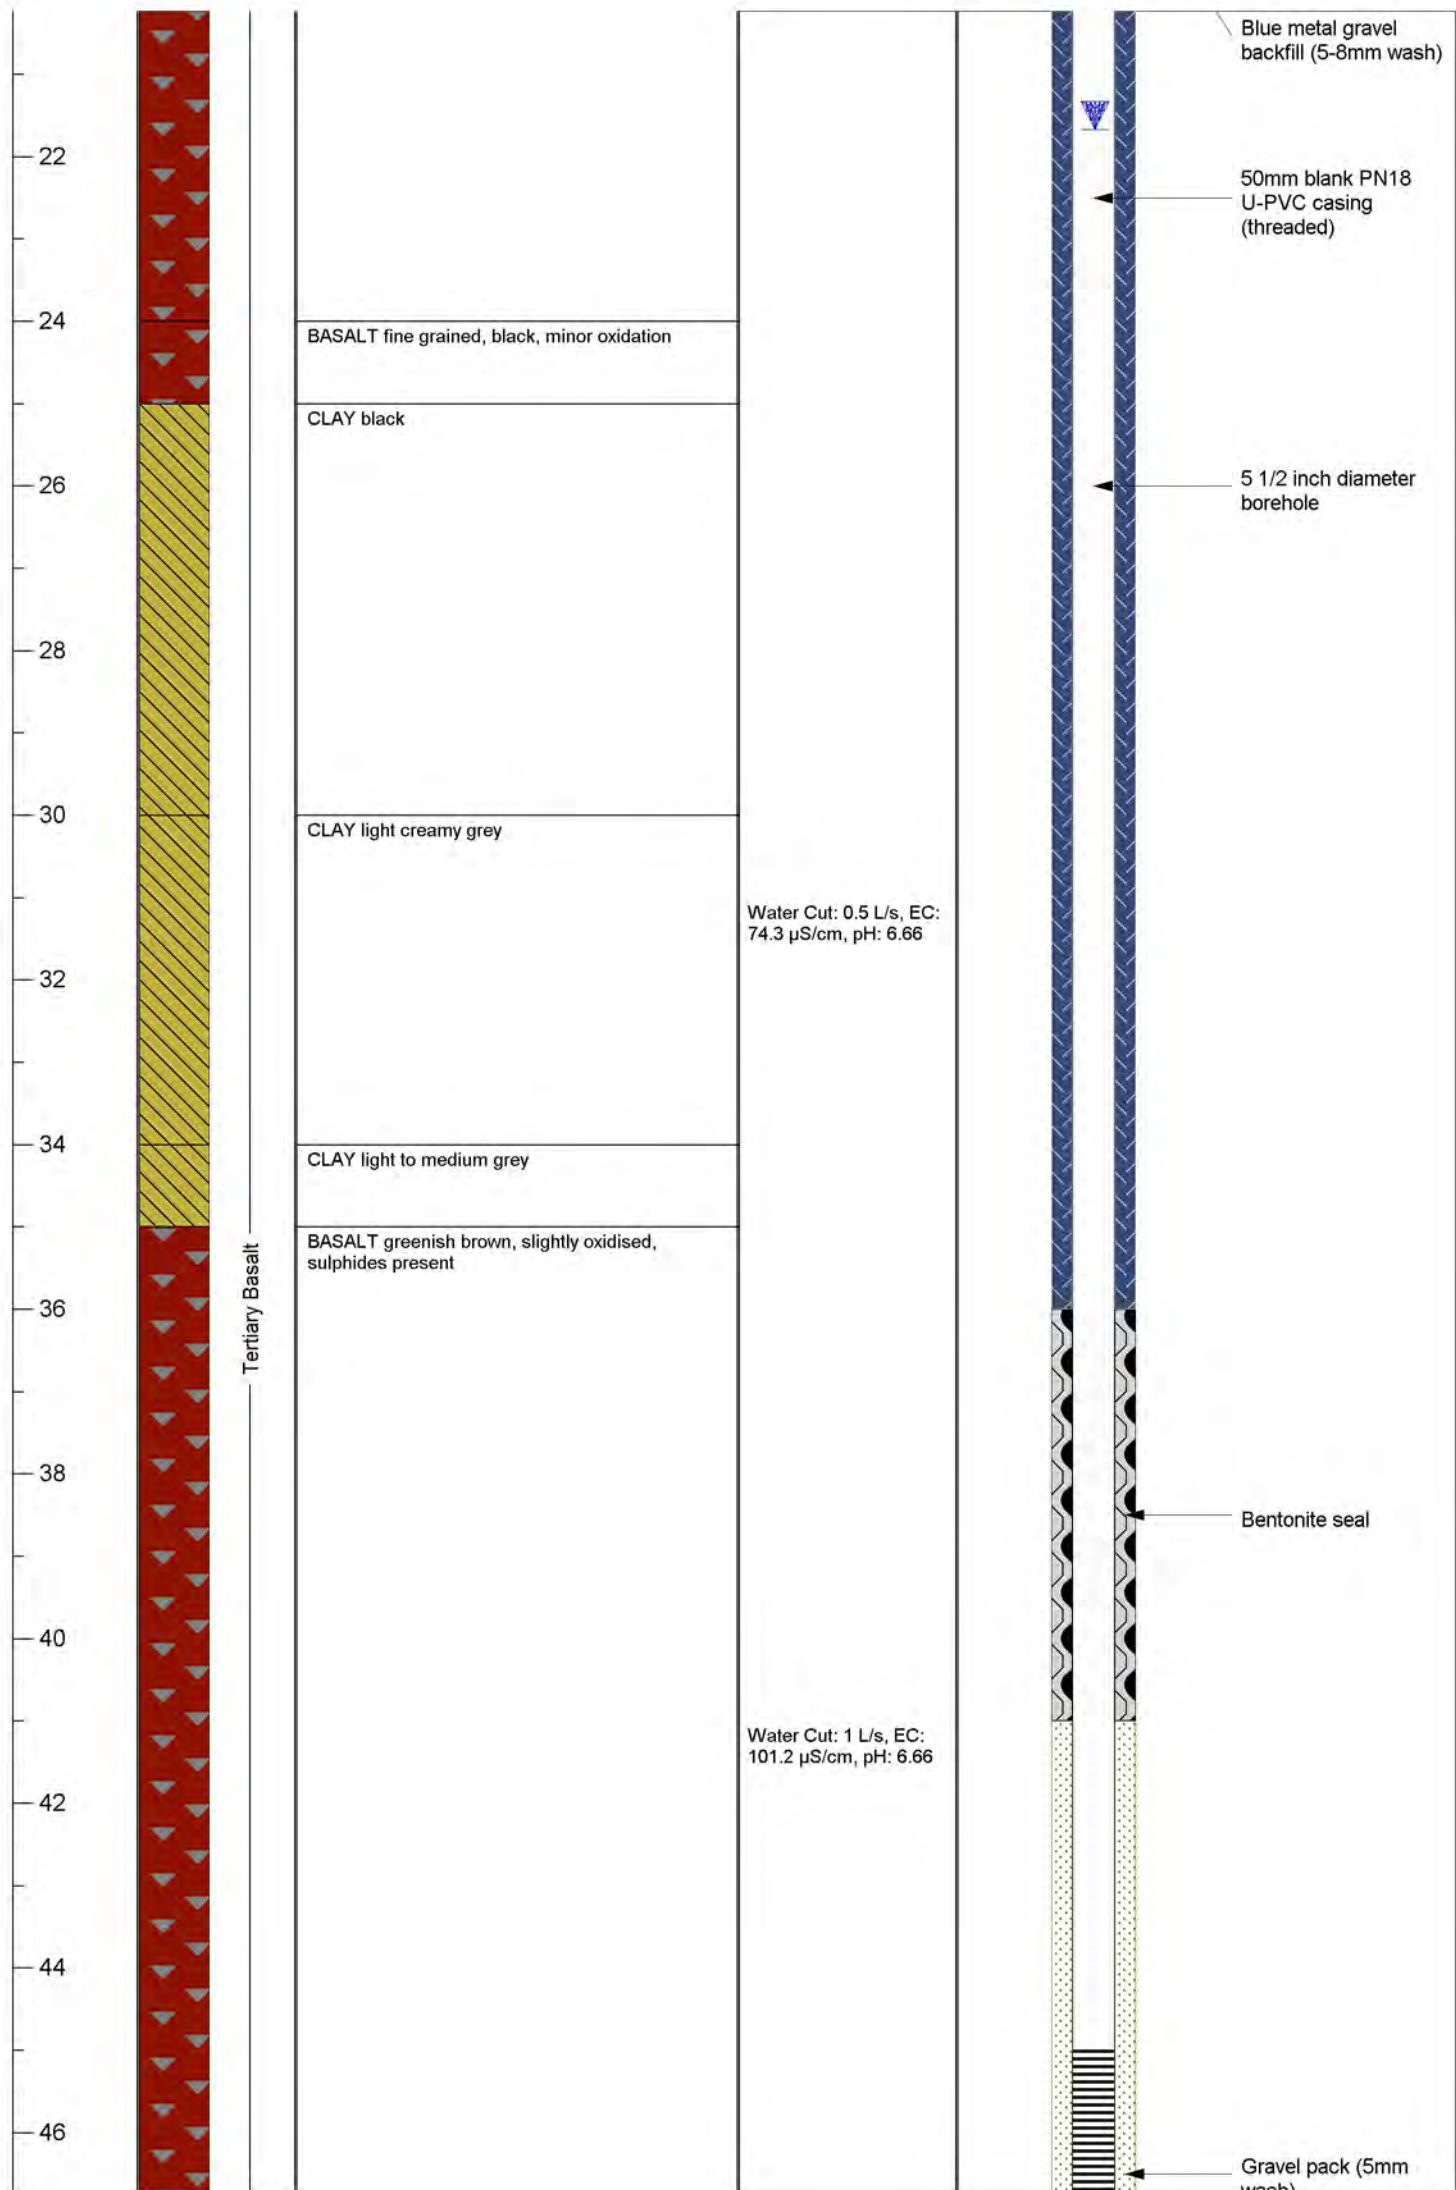 Blue metal gravel
backfill (5-8mm wash)
22
50mm blank PN18
U-PVC casing
(threaded)
24
BASALT fine grained, black, minor oxidation
CLAY black
26
5 1/2 inch diameter
borehole
28
30
CLAY light creamy grey
Water Cut: 0.5 L/s, EC:
74.3 µS/cm, pH: 6.66
32
34
CLAY light to medium grey
BASALT greenish brown, slightly oxidised,
sulphides present
Tertiary Basalt
36
38
Bentonite seal
40
Water Cut: 1 L/s, EC:
101.2 µS/cm, pH: 6.66
42
44
46
Gravel pack (5mm
wash)